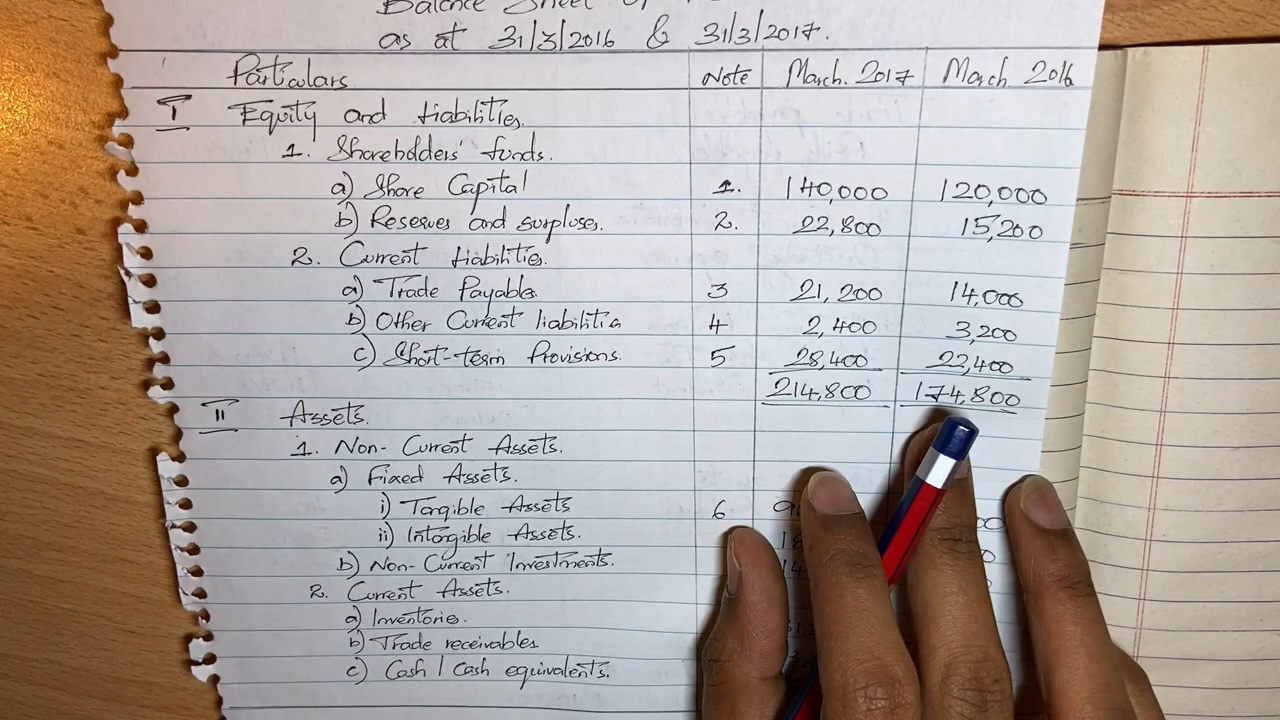 Balance Sheet of
as at 31/3/2016 & 31/3/2017.
Particulars Note March. 2017 March 2016
I Equity and Liabilities.
1. Shareholders' funds.
a) Share Capital 1. 140,000 120,000
b) Reserves and surpluses. 2. 22,800 15,200
2. Current Liabilities.
a) Trade Payables 3 21,200 14,000
b) Other Current liabilities 4 2,400 3,200
c) Short-term Provisions. 5 28,400 22,400
214,800 174,800
II Assets.
1. Non-Current Assets.
a) Fixed Assets.
i) Tangible Assets 6
ii) Intangible Assets.
b) Non-Current Investments.
2. Current Assets.
a) Inventories.
b) Trade receivables
c) Cash / Cash equivalents.